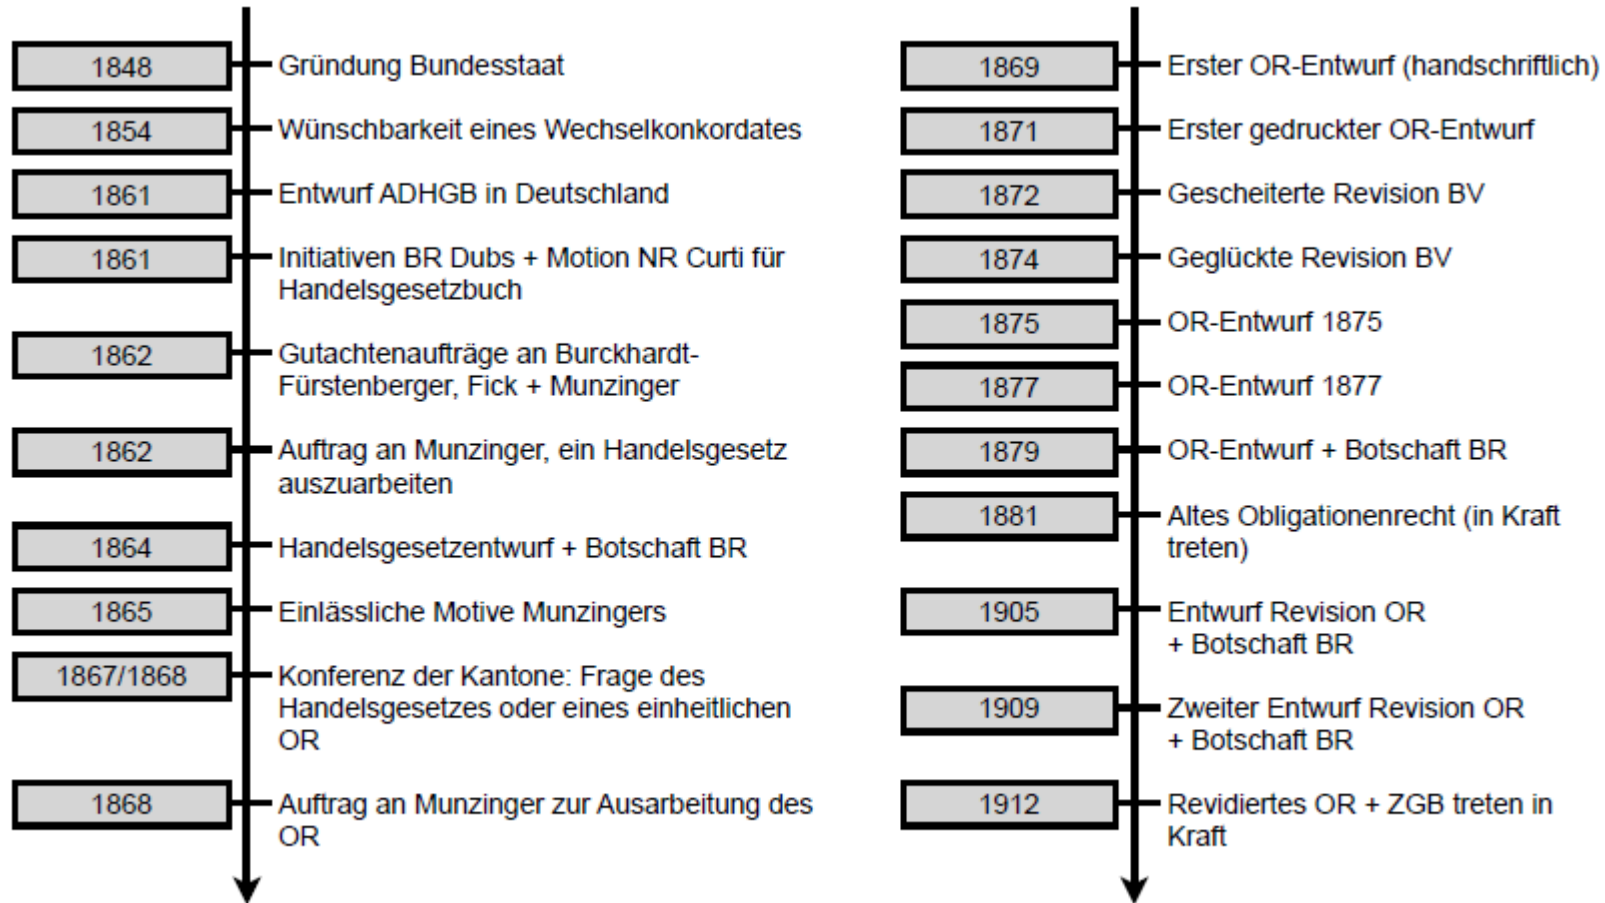 1848
Gründung Bundesstaat
1854
Wünschbarkeit eines Wechselkonkordates
1861
Entwurf ADHGB in Deutschland
1861
Initiativen BR Dubs + Motion NR Curti für
Handelsgesetzbuch
1862
Gutachtenaufträge an Burckhardt-
Fürstenberger, Fick + Munzinger
1862
Auftrag an Munzinger, ein Handelsgesetz
auszuarbeiten
1864
Handelsgesetzentwurf + Botschaft BR
1865
Einlässliche Motive Munzingers
1867/1868
Konferenz der Kantone: Frage des
Handelsgesetzes oder eines einheitlichen
OR
1868
Auftrag an Munzinger zur Ausarbeitung des
OR
1869
Erster OR-Entwurf (handschriftlich)
1871
Erster gedruckter OR-Entwurf
1872
Gescheiterte Revision BV
1874
Geglückte Revision BV
1875
OR-Entwurf 1875
1877
OR-Entwurf 1877
1879
OR-Entwurf + Botschaft BR
1881
Altes Obligationenrecht (in Kraft
treten)
1905
Entwurf Revision OR
+ Botschaft BR
1909
Zweiter Entwurf Revision OR
+ Botschaft BR
1912
Revidiertes OR + ZGB treten in
Kraft